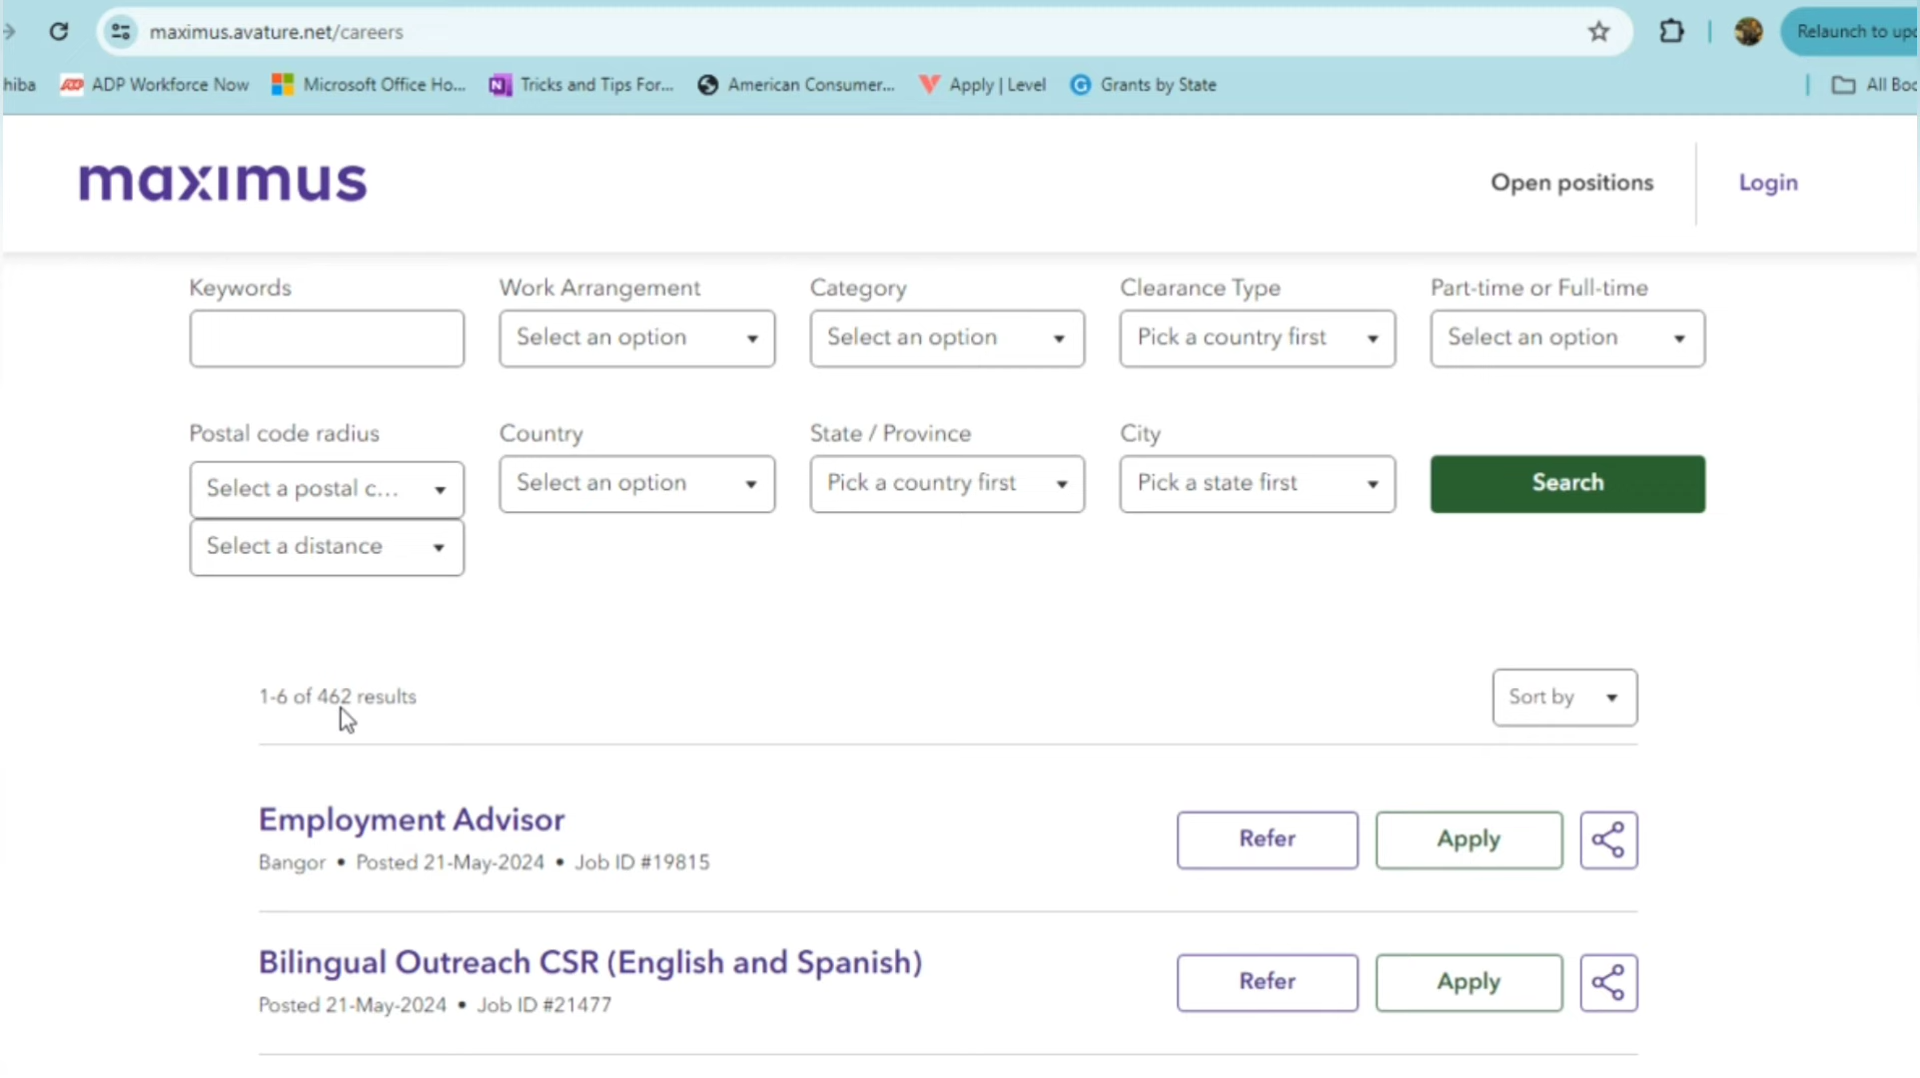 maximus.avature.net/careers
Relaunch to upd
hiba ADP Workforce Now Microsoft Office Ho... Tricks and Tips For... American Consumer... Apply | Level Grants by State All Boo
maximus
Open positions Login
Keywords Work Arrangement Category Clearance Type Part-time or Full-time
Select an option Select an option Pick a country first Select an option
Postal code radius Country State / Province City
Select a postal c... Select an option Pick a country first Pick a state first Search
Select a distance
1-6 of 462 results Sort by
Employment Advisor
Bangor • Posted 21-May-2024 • Job ID #19815
Refer Apply
Bilingual Outreach CSR (English and Spanish)
Posted 21-May-2024 • Job ID #21477
Refer Apply